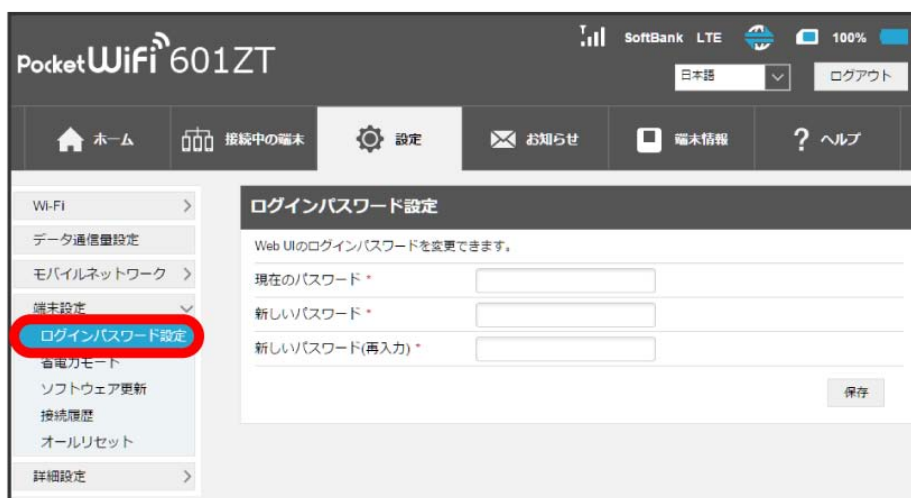 SoftBank LTE 100%
PocketWiFi 601ZT
日本語 ログアウト
ホーム 接続中の端末 設定 お知らせ 端末情報 ? ヘルプ
Wi-Fi
データ通信量設定
モバイルネットワーク
端末設定
ログインパスワード設定
省電力モード
ソフトウェア更新
接続履歴
オールリセット
詳細設定
ログインパスワード設定
Web UIのログインパスワードを変更できます。
現在のパスワード *
新しいパスワード *
新しいパスワード(再入力) *
保存